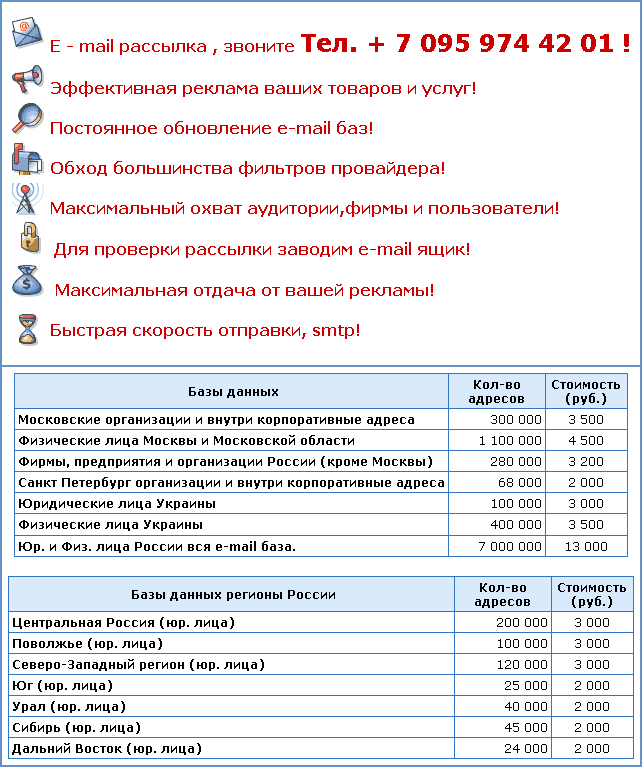 Е - mail рассылка , звоните Тел. + 7 095 974 42 01 !
Эффективная реклама ваших товаров и услуг!
Постоянное обновление e-mail баз!
Обход большинства фильтров провайдера!
Максимальный охват аудитории,фирмы и пользователи!
Для проверки рассылки заводим e-mail ящик!
Максимальная отдача от вашей рекламы!
Быстрая скорость отправки, smtp!
Базы данных Кол-во адресов Стоимость (руб.)
Московские организации и внутри корпоративные адреса 300 000 3 500
Физические лица Москвы и Московской области 1 100 000 4 500
Фирмы, предприятия и организации России (кроме Москвы) 280 000 3 200
Санкт Петербург организации и внутри корпоративные адреса 68 000 2 000
Юридические лица Украины 100 000 3 000
Физические лица Украины 400 000 3 500
Юр. и Физ. лица России вся e-mail база. 7 000 000 13 000
Базы данных регионы России Кол-во адресов Стоимость (руб.)
Центральная Россия (юр. лица) 200 000 3 000
Поволжье (юр. лица) 100 000 3 000
Северо-Западный регион (юр. лица) 120 000 3 000
Юг (юр. лица) 25 000 2 000
Урал (юр. лица) 40 000 2 000
Сибирь (юр. лица) 45 000 2 000
Дальний Восток (юр. лица) 24 000 2 000